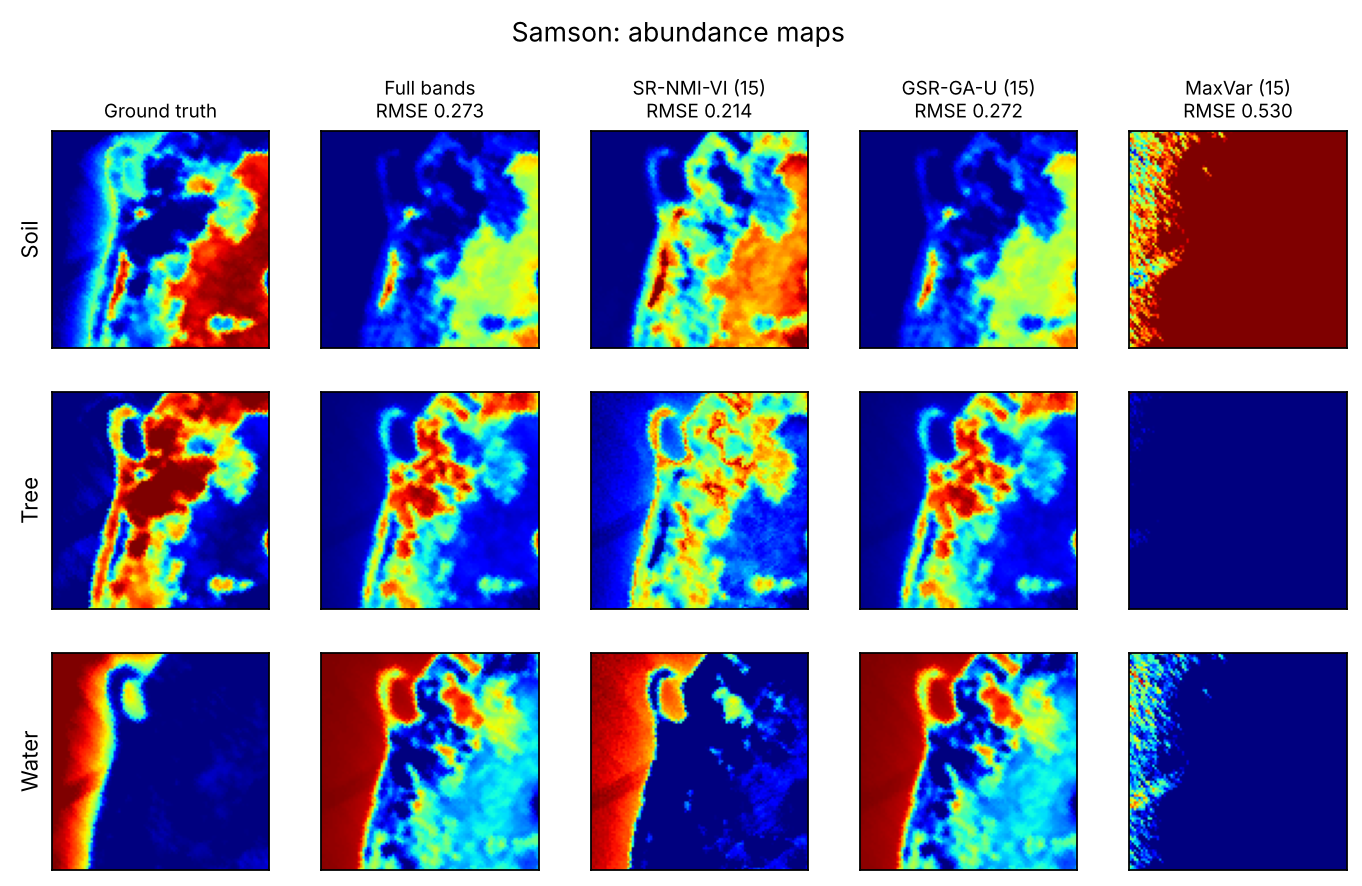 Samson: abundance maps
Ground truth
Full bands
RMSE 0.273
SR-NMI-VI (15)
RMSE 0.214
GSR-GA-U (15)
RMSE 0.272
MaxVar (15)
RMSE 0.530
Soil
Tree
Water